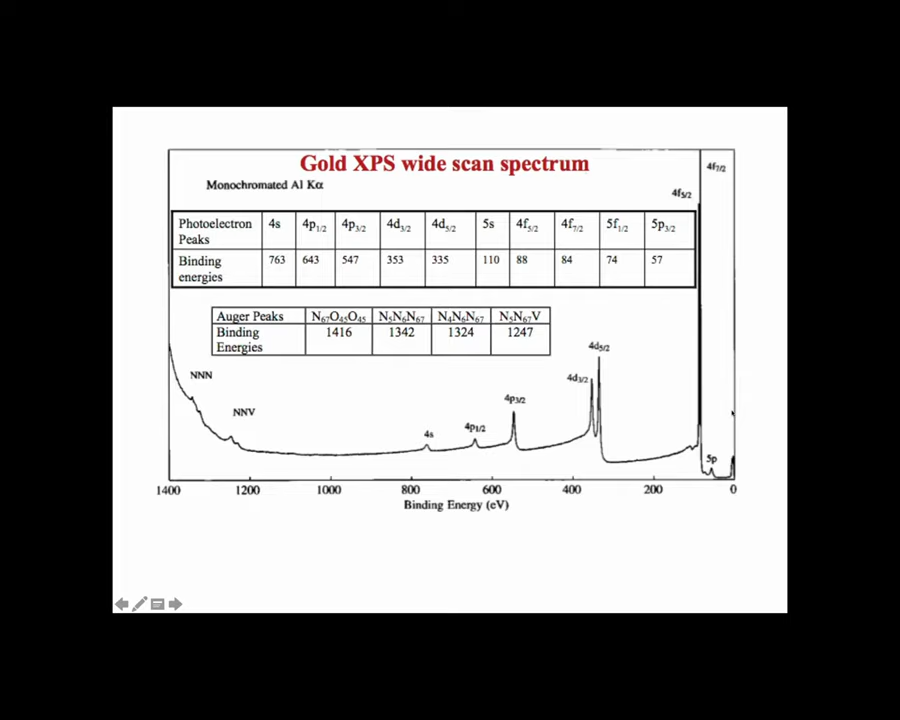 Gold XPS wide scan spectrum
4f₇/₂
Monochromated Al Kα
4f₅/₂
Photoelectron Peaks 4s 4p₁/₂ 4p₃/₂ 4d₃/₂ 4d₅/₂ 5s 4f₅/₂ 4f₇/₂ 5f₁/₂ 5p₃/₂
Binding energies 763 643 547 353 335 110 88 84 74 57
Auger Peaks N₆₇O₄₅O₄₅ N₅N₆N₆₇ N₄N₆N₆₇ N₅N₆₇V
Binding Energies 1416 1342 1324 1247
4d₅/₂
NNN
4d₃/₂
4p₃/₂
NNV
4p₁/₂
4s
5p
1400 1200 1000 800 600 400 200 0
Binding Energy (eV)